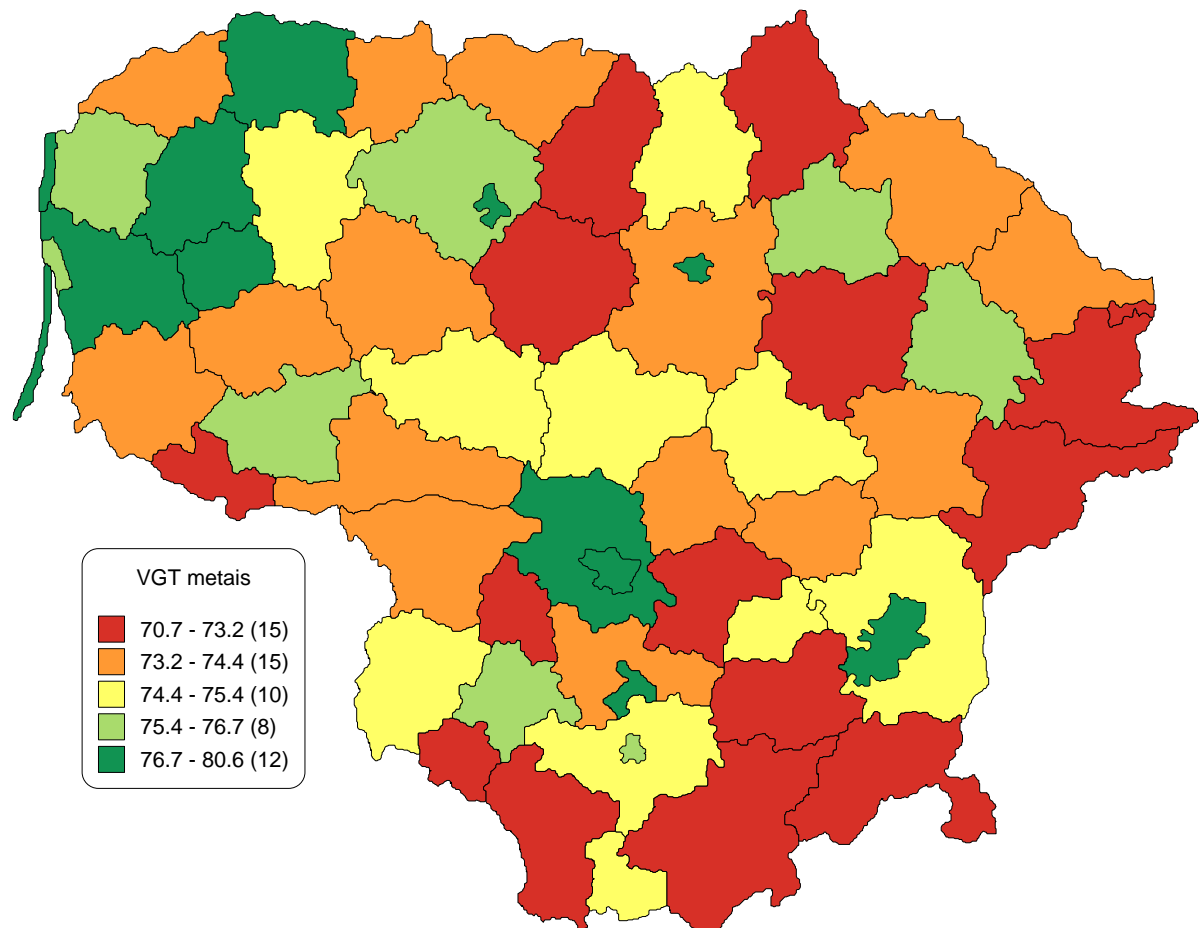 VGT metais
70.7 - 73.2 (15)
73.2 - 74.4 (15)
74.4 - 75.4 (10)
75.4 - 76.7 (8)
76.7 - 80.6 (12)